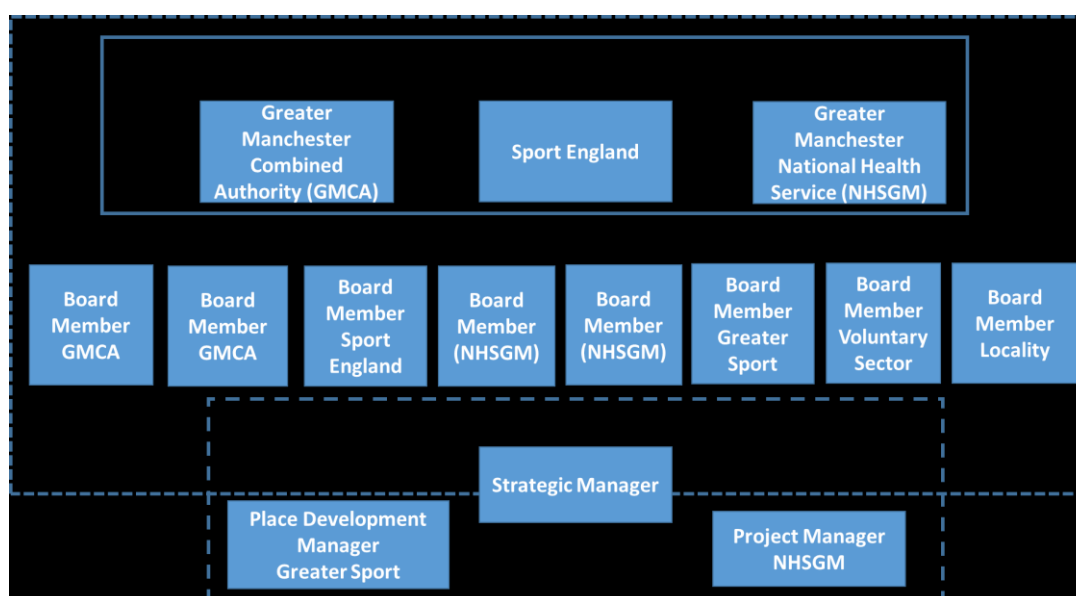 Greater
Manchester
Combined
Authority (GMCA)
Sport England
Greater
Manchester
National Health
Service (NHSGM)
Board
Member
GMCA
Board
Member
GMCA
Board
Member
Sport
England
Board
Member
(NHSGM)
Board
Member
(NHSGM)
Board
Member
Greater
Sport
Board
Member
Voluntary
Sector
Board
Member
Locality
Strategic Manager
Place Development
Manager
Greater Sport
Project Manager
NHSGM